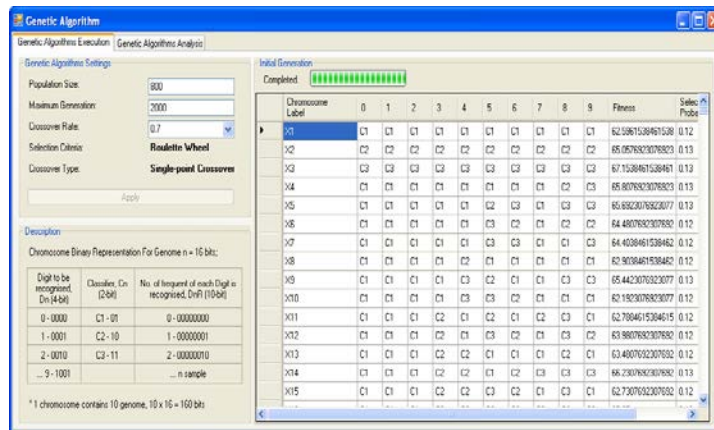 Genetic Algorithm
Genetic Algorithms Execution Genetic Algorithms Analysis
Genetic Algorithms Settings
Population Size: 800
Maximum Generation: 2000
Crossover Rate: 0.7
Selection Criteria: Roulette Wheel
Crossover Type: Single-point Crossover
Apply
Description
Chromosome Binary Representation For Genome n = 16 bits;
Digit to be recognised, Dn (4-bit) Classifier, Cn (2-bit) No. of frequent of each Digit is recognised, DnR (10-bit)
0 - 0000 C1 - 01 0 - 00000000
1 - 0001 C2 - 10 1 - 00000001
2 - 0010 C3 - 11 2 - 00000010
... 9 - 1001 ... n sample
* 1 chromosome contains 10 genome, 10 x 16 = 160 bits
Initial Generation
Completed
Chromosome Label 0 1 2 3 4 5 6 7 8 9 Fitness Selec Proba
X1 C1 C1 C1 C1 C1 C1 C1 C1 C1 C1 62.5961538461538 0.12
X2 C2 C2 C2 C2 C2 C2 C2 C2 C2 C2 65.0576923076923 0.13
X3 C3 C3 C3 C3 C3 C3 C3 C3 C3 C3 67.1538461538461 0.13
X4 C1 C1 C1 C1 C1 C1 C1 C1 C2 C3 65.8076923076923 0.13
X5 C1 C1 C1 C1 C1 C2 C3 C1 C3 C3 65.6923076923077 0.13
X6 C1 C1 C1 C1 C1 C3 C2 C1 C2 C2 64.4807692307692 0.12
X7 C1 C1 C1 C1 C1 C3 C3 C1 C1 C3 64.4038461538462 0.12
X8 C1 C1 C1 C1 C2 C1 C1 C1 C1 C1 62.9038461538462 0.12
X9 C1 C1 C1 C1 C3 C2 C1 C1 C3 C3 65.4423076923077 0.13
X10 C1 C1 C1 C1 C3 C3 C2 C1 C1 C1 62.1923076923077 0.12
X11 C1 C1 C1 C2 C1 C2 C1 C2 C3 C1 62.7884615384615 0.12
X12 C1 C1 C1 C2 C1 C3 C2 C1 C3 C2 63.9807692307692 0.12
X13 C1 C1 C1 C2 C2 C1 C1 C1 C2 C1 63.4807692307692 0.12
X14 C1 C1 C1 C2 C2 C1 C2 C3 C3 C3 66.2307692307692 0.13
X15 C1 C1 C1 C2 C2 C3 C2 C1 C3 C1 62.7307692307692 0.12